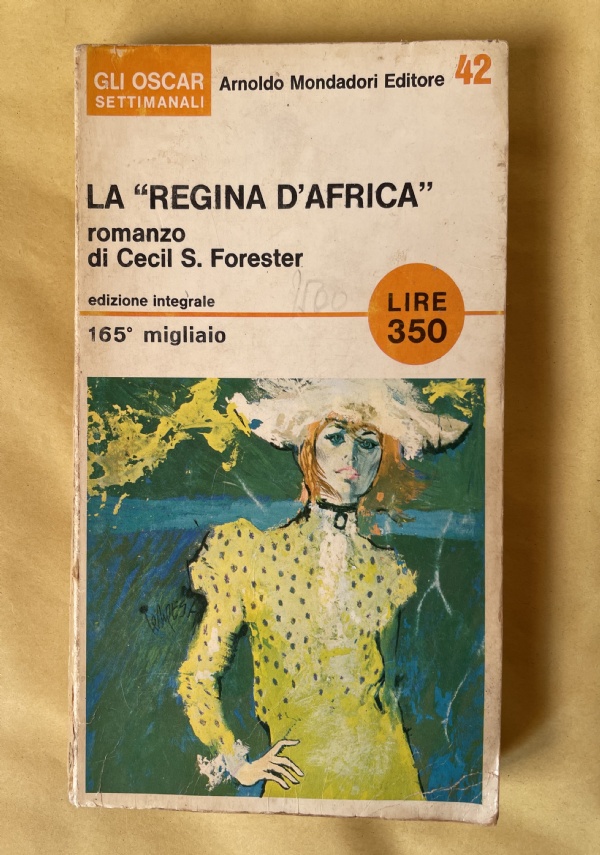 GLI OSCAR
SETTIMANALI
Arnoldo Mondadori Editore
42
LA "REGINA D'AFRICA"
romanzo
di Cecil S. Forester
edizione integrale
LIRE
350
165° migliaio